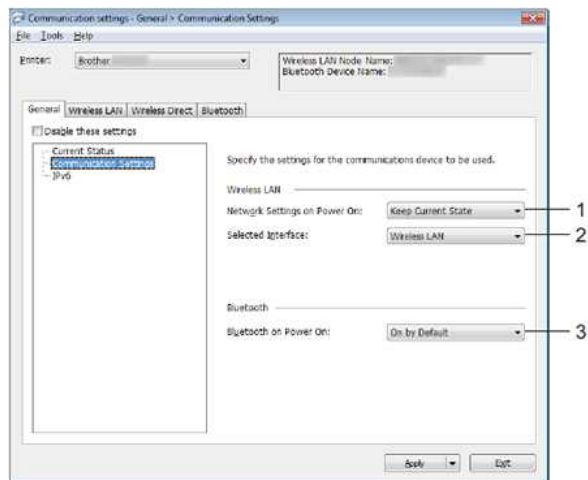 Communication settings - General > Communication Settings
File Tools Help
Printer: Brother
Wireless LAN Node Name:
Bluetooth Device Name:
General Wireless LAN Wireless Direct Bluetooth
Disable these settings
Current Status
Communication Settings
IPv6
Specify the settings for the communications device to be used.
Wireless LAN
Network Settings on Power On: Keep Current State 1
Selected Interface: Wireless LAN 2
Bluetooth
Bluetooth on Power On: On by Default 3
Apply Exit